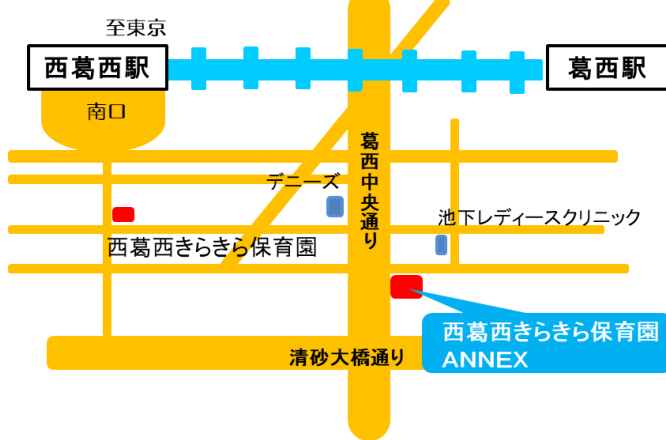 至東京
西葛西駅
葛西駅
南口
葛西中央通り
デニーズ
池下レディースクリニック
西葛西きらきら保育園
西葛西きらきら保育園
ANNEX
清砂大橋通り